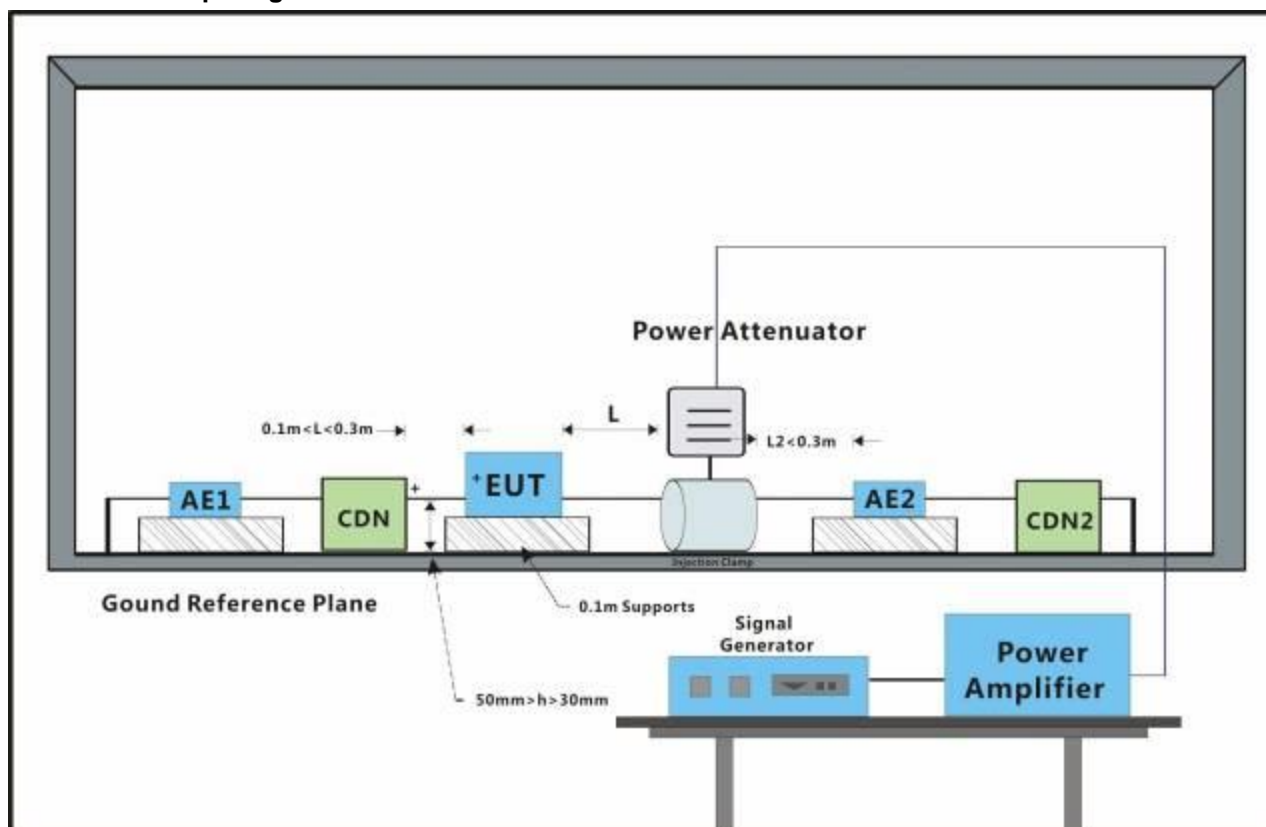 Power Attenuator
L
0.1m<L<0.3m
L2<0.3m
+
+EUT
AE1
CDN
AE2
CDN2
Injection Clamp
Gound Reference Plane
0.1m Supports
Signal
Generator
Power
Amplifier
50mm>h>30mm